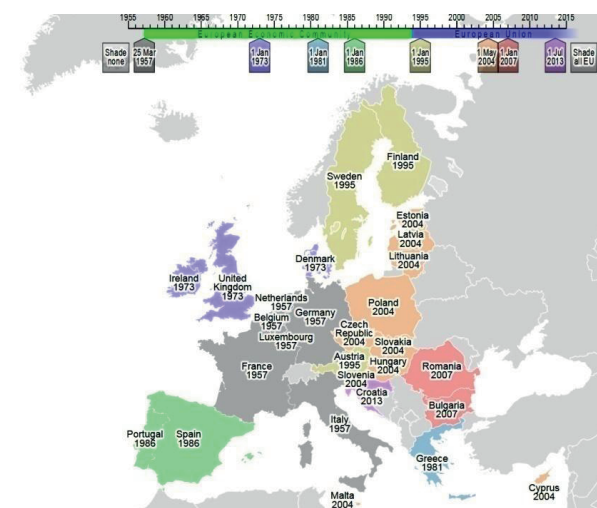 1955 1960 1965 1970 1975 1980 1985 1990 1995 2000 2005 2010 2015
European Economic Community European Union
Shade none 25 Mar 1957 1 Jan 1973 1 Jan 1981 1 Jan 1986 1 Jan 1995 1 May 2004 1 Jan 2007 1 Jul 2013 Shade all EU
Finland
1995
Sweden
1995
Estonia
2004
Latvia
2004
Lithuania
2004
Denmark
1973
Ireland
1973
United
Kingdom
1973
Netherlands
1957
Belgium
1957
Germany
1957
Luxembourg
1957
Poland
2004
Czech
Republic
2004
Slovakia
2004
Austria
1995
Hungary
2004
Slovenia
2004
Croatia
2013
Romania
2007
Bulgaria
2007
France
1957
Italy
1957
Portugal
1986
Spain
1986
Greece
1981
Malta
2004
Cyprus
2004